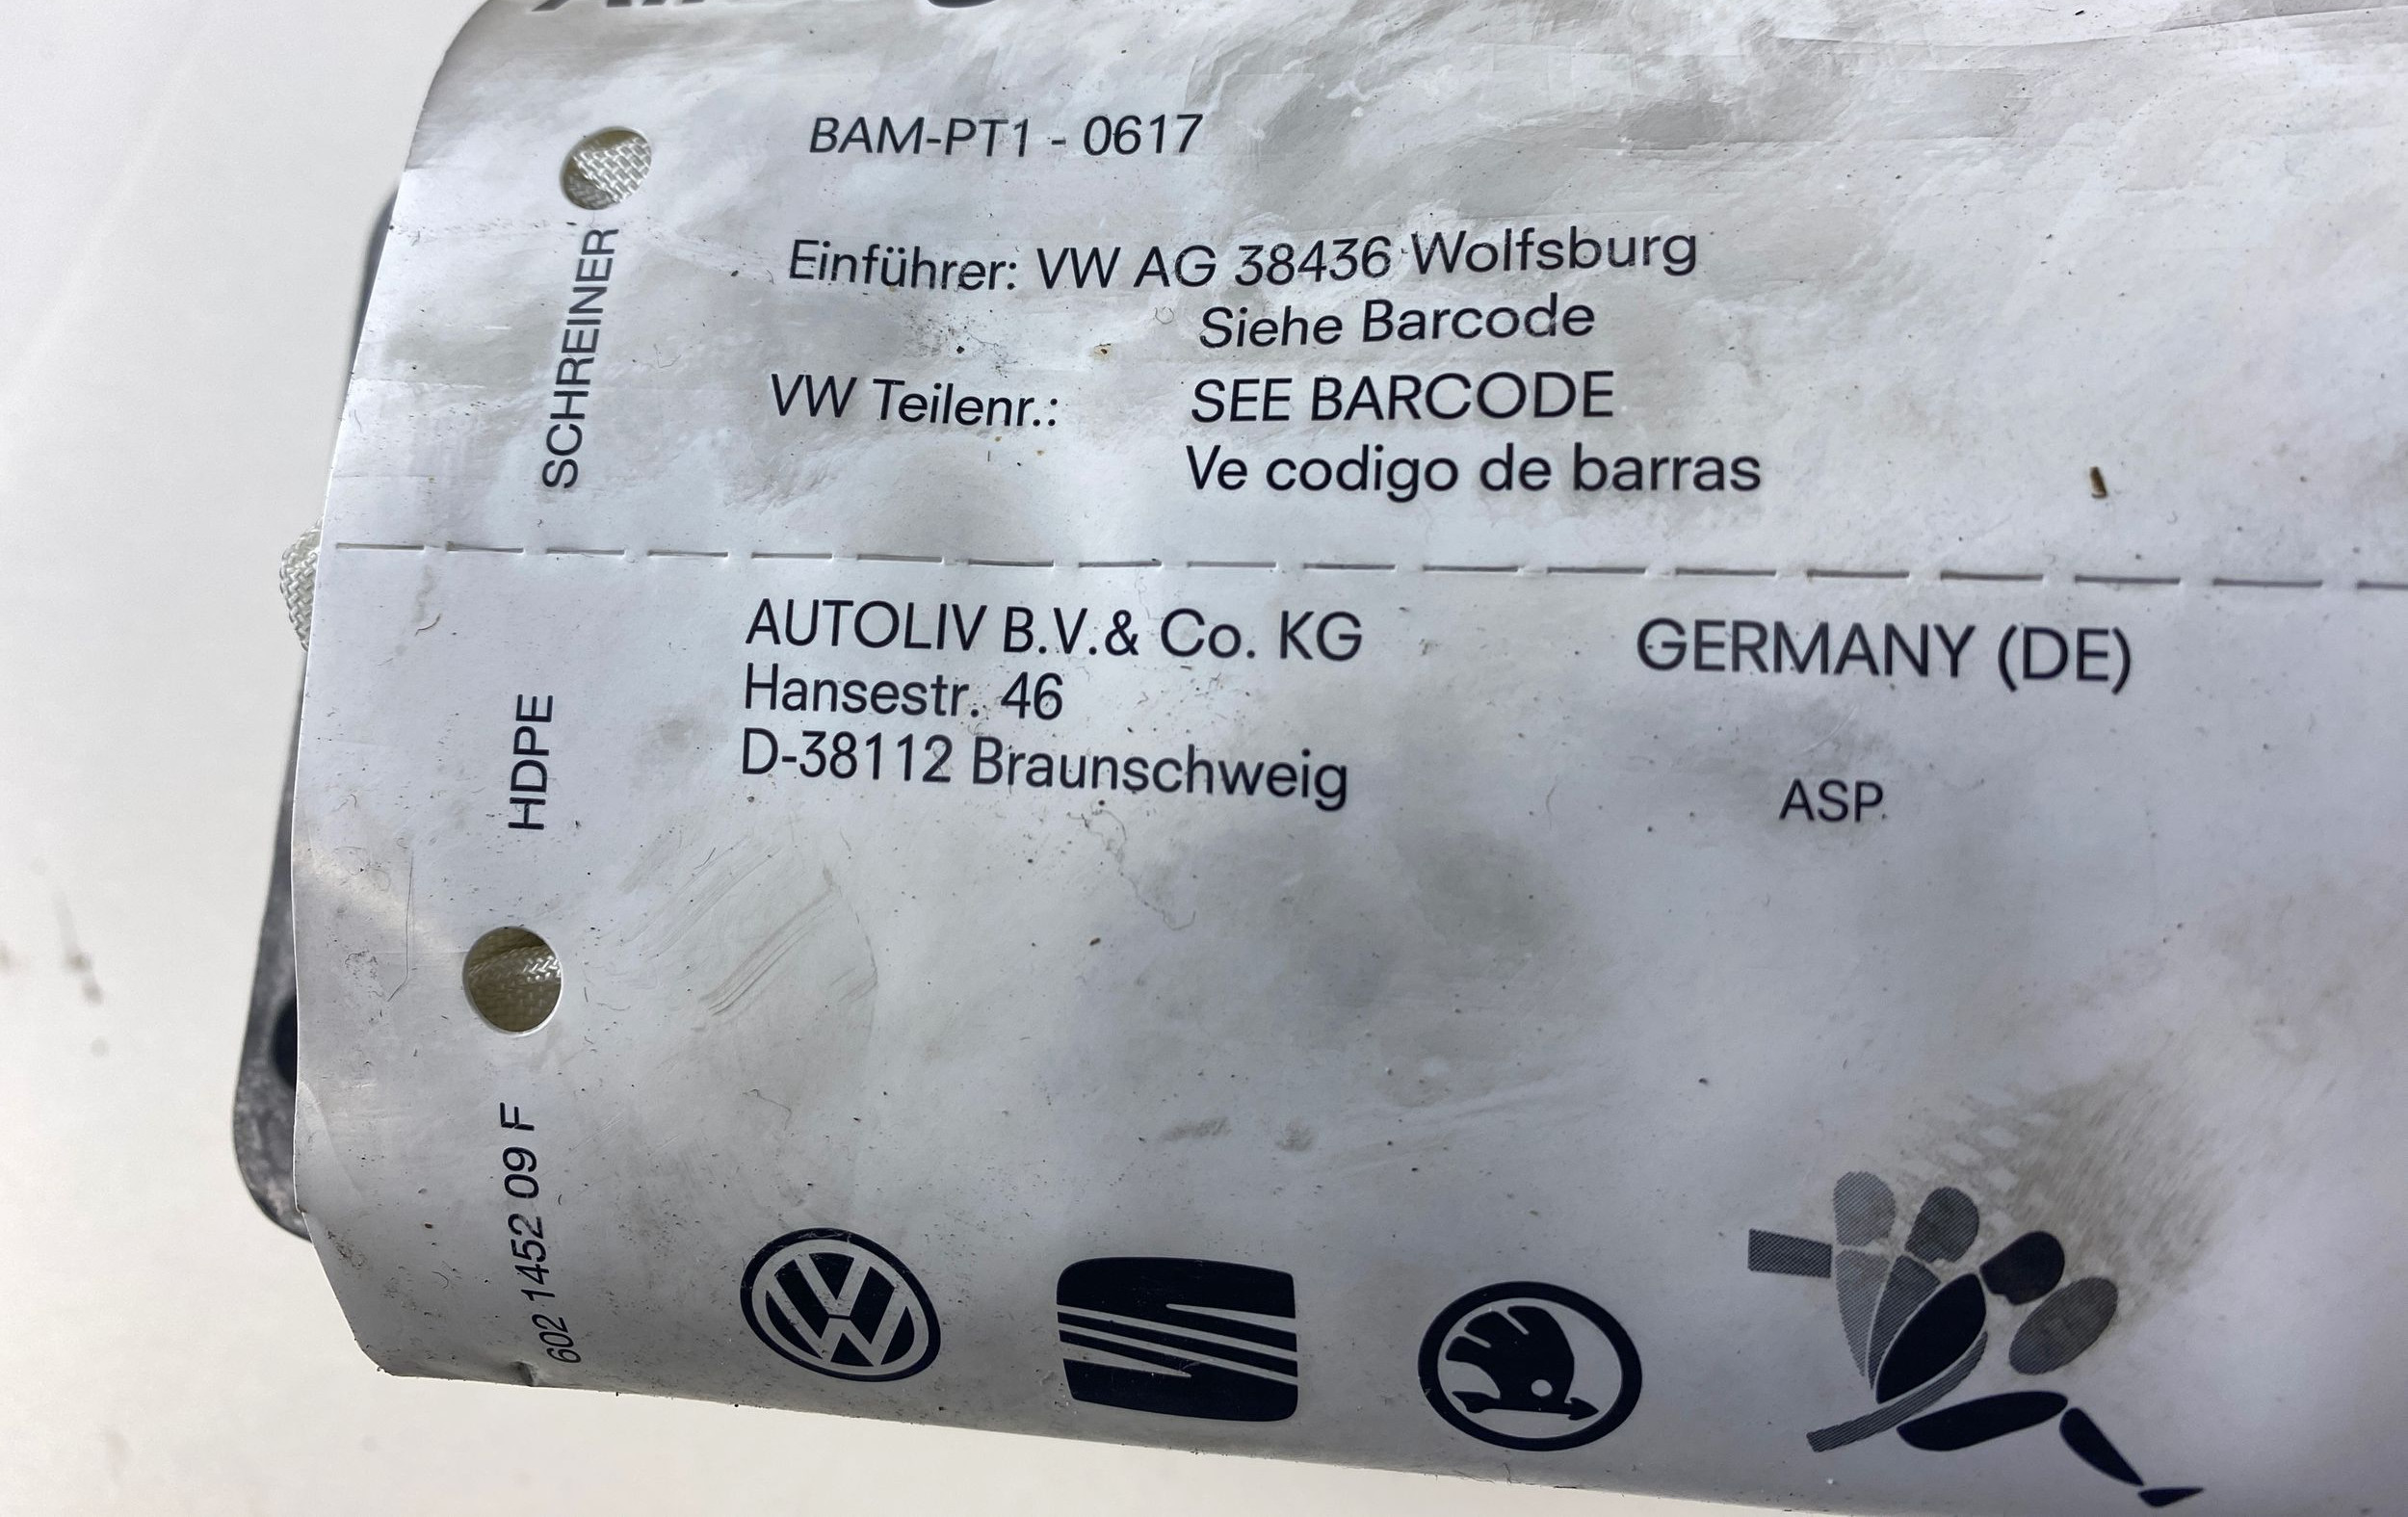 BAM-PT1 - 0617
Einführer: VW AG 38436 Wolfsburg
Siehe Barcode
VW Teilenr.: SEE BARCODE
Ve codigo de barras
AUTOLIV B.V.& Co. KG GERMANY (DE)
Hansestr. 46
D-38112 Braunschweig
ASP.
SCHREINER
HDPE
602 1452 09 F